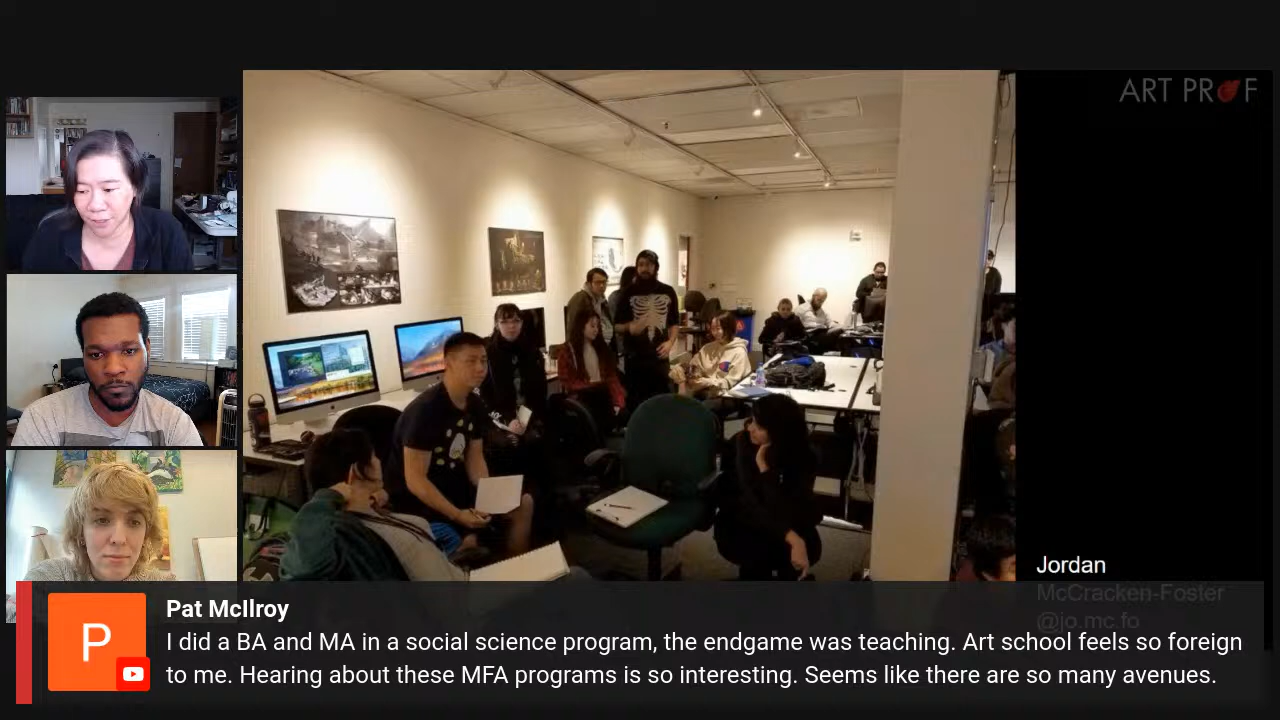 ART PROF
Jordan
McCracken-Foster
@jo.mc.fo
P
Pat McIlroy
I did a BA and MA in a social science program, the endgame was teaching. Art school feels so foreign
to me. Hearing about these MFA programs is so interesting. Seems like there are so many avenues.